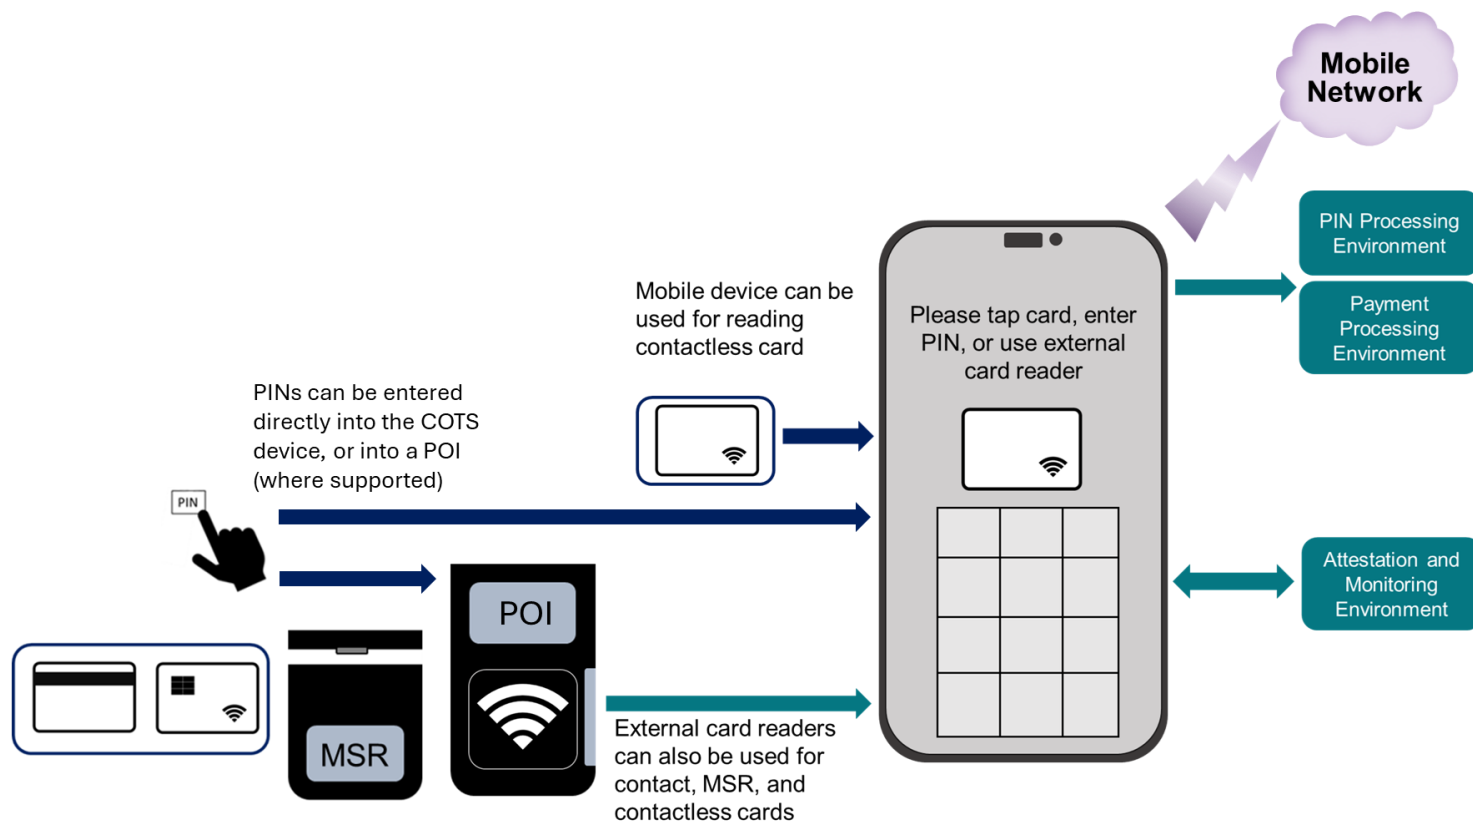 Mobile
Network
PIN Processing
Environment
Payment
Processing
Environment
Mobile device can be
used for reading
contactless card
Please tap card, enter
PIN, or use external
card reader
PINs can be entered
directly into the COTS
device, or into a POI
(where supported)
PIN
Attestation and
Monitoring
Environment
POI
MSR
External card readers
can also be used for
contact, MSR, and
contactless cards